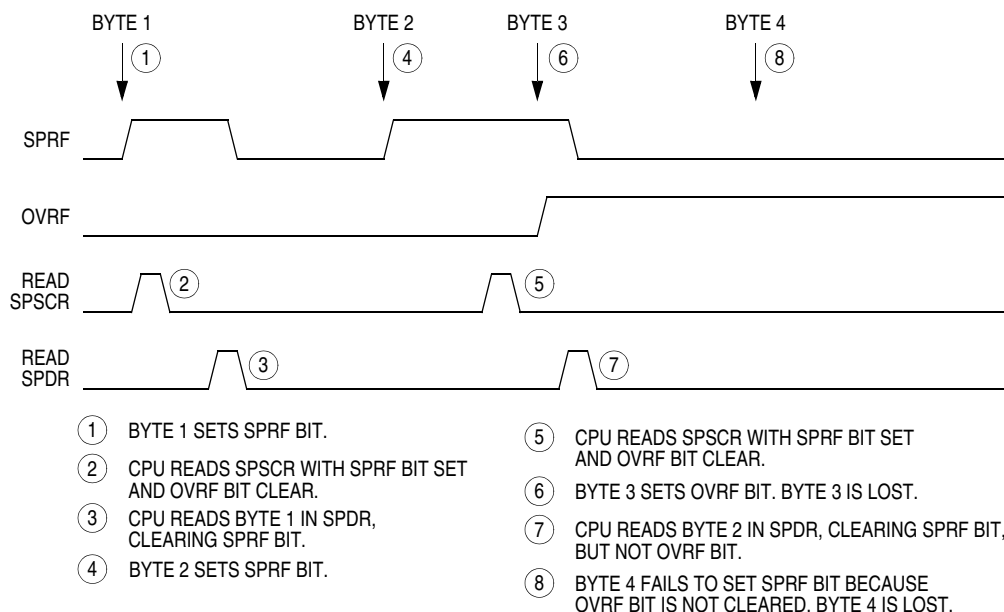 BYTE 1 BYTE 2 BYTE 3 BYTE 4
1 4 6 8
SPRF
OVRF
READ
SPSCR
2 5
READ
SPDR
3 7
1 BYTE 1 SETS SPRF BIT.
2 CPU READS SPSCR WITH SPRF BIT SET
AND OVRF BIT CLEAR.
3 CPU READS BYTE 1 IN SPDR,
CLEARING SPRF BIT.
4 BYTE 2 SETS SPRF BIT.
5 CPU READS SPSCR WITH SPRF BIT SET
AND OVRF BIT CLEAR.
6 BYTE 3 SETS OVRF BIT. BYTE 3 IS LOST.
7 CPU READS BYTE 2 IN SPDR, CLEARING SPRF BIT,
BUT NOT OVRF BIT.
8 BYTE 4 FAILS TO SET SPRF BIT BECAUSE
OVRF BIT IS NOT CLEARED. BYTE 4 IS LOST.